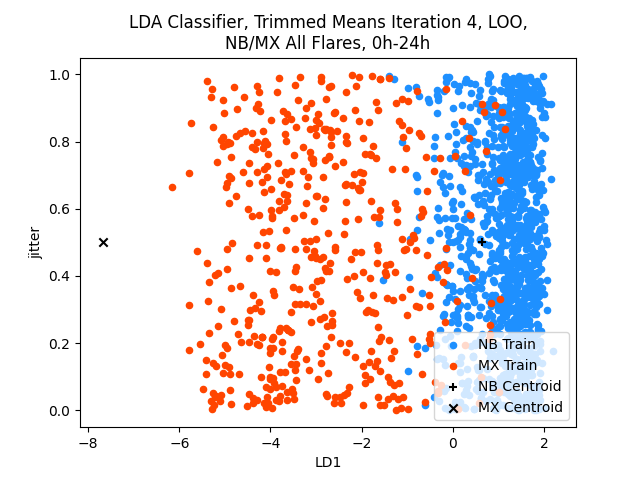 LDA Classifier, Trimmed Means Iteration 4, LOO,
NB/MX All Flares, 0h-24h
1.0
0.8
0.6
0.4
0.2
0.0
jitter
−8
−6
−4
−2
0
2
LD1
NB Train
MX Train
NB Centroid
MX Centroid